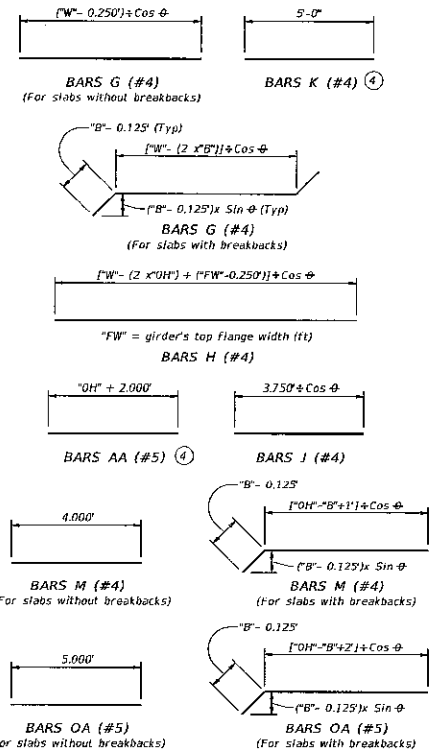 ["W"- 0.250']÷Cos θ
5'-0"
BARS G (#4)
(For slabs without breakbacks)
BARS K (#4) 4
"B"- 0.125' (Typ)
["W"- (2 x"B")]÷Cos θ
("B"- 0.125')x Sin θ (Typ)
BARS G (#4)
(For slabs with breakbacks)
["W"- (2 x"OH") + ("FW"-0.250')]÷Cos θ
"FW" = girder's top flange width (ft)
BARS H (#4)
"OH" + 2.000'
3.750'÷Cos θ
BARS AA (#5) 4
BARS J (#4)
"B"- 0.125'
4.000'
["OH"-"B"+1']÷Cos θ
("B"- 0.125')x Sin θ
BARS M (#4)
(For slabs without breakbacks)
BARS M (#4)
(For slabs with breakbacks)
"B"- 0.125'
5.000'
["OH"-"B"+2']÷Cos θ
("B"- 0.125')x Sin θ
BARS OA (#5)
(For slabs without breakbacks)
BARS OA (#5)
(For slabs with breakbacks)